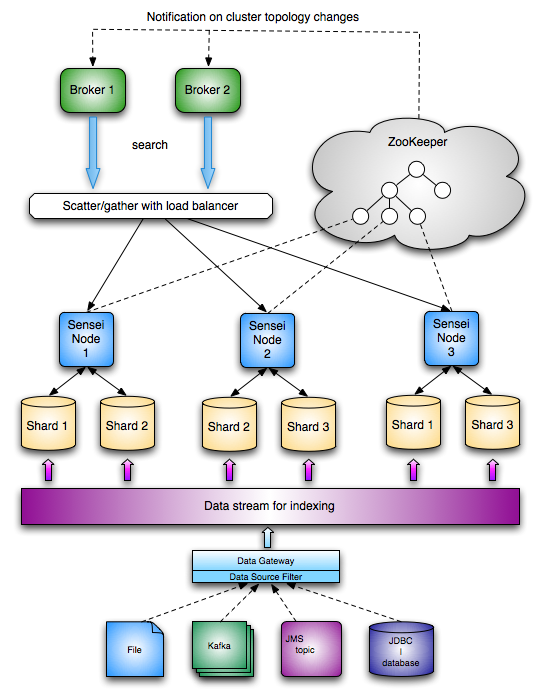 Notification on cluster topology changes
Broker 1
Broker 2
search
ZooKeeper
Scatter/gather with load balancer
Sensei
Node
1
Sensei
Node
2
Sensei
Node
3
Shard 1
Shard 2
Shard 2
Shard 3
Shard 1
Shard 3
Data stream for indexing
Data Gateway
Data Source Filter
File
Kafka
JMS
topic
JDBC
|
database